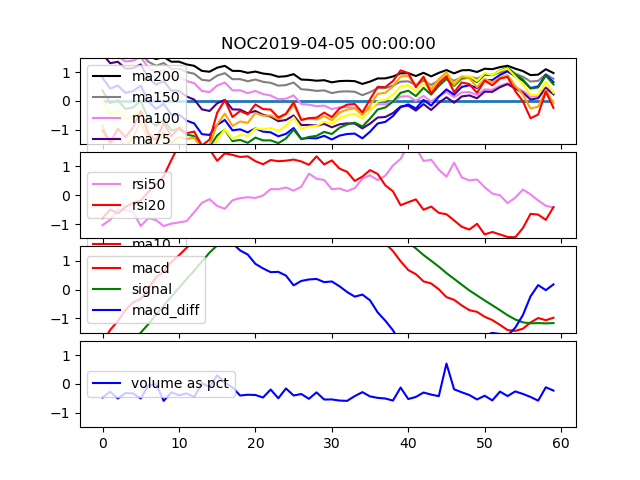 NOC2019-04-05 00:00:00
1
0
−1
ma200
ma150
ma100
ma75
1
0
−1
rsi50
rsi20
ma10
1
0
−1
macd
signal
macd_diff
1
0
−1
volume as pct
0 10 20 30 40 50 60